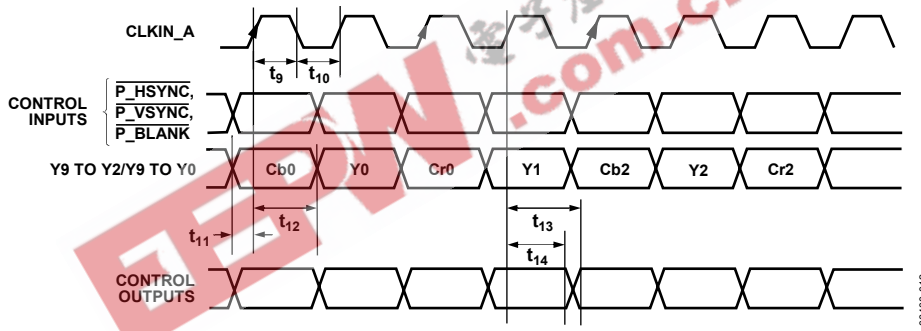 CLKIN_A
t9
t10
CONTROL
INPUTS
P_HSYNC,
P_VSYNC,
P_BLANK
Y9 TO Y2/Y9 TO Y0
Cb0
Y0
Cr0
Y1
Cb2
Y2
Cr2
t11
t12
t13
t14
CONTROL
OUTPUTS
.com.c